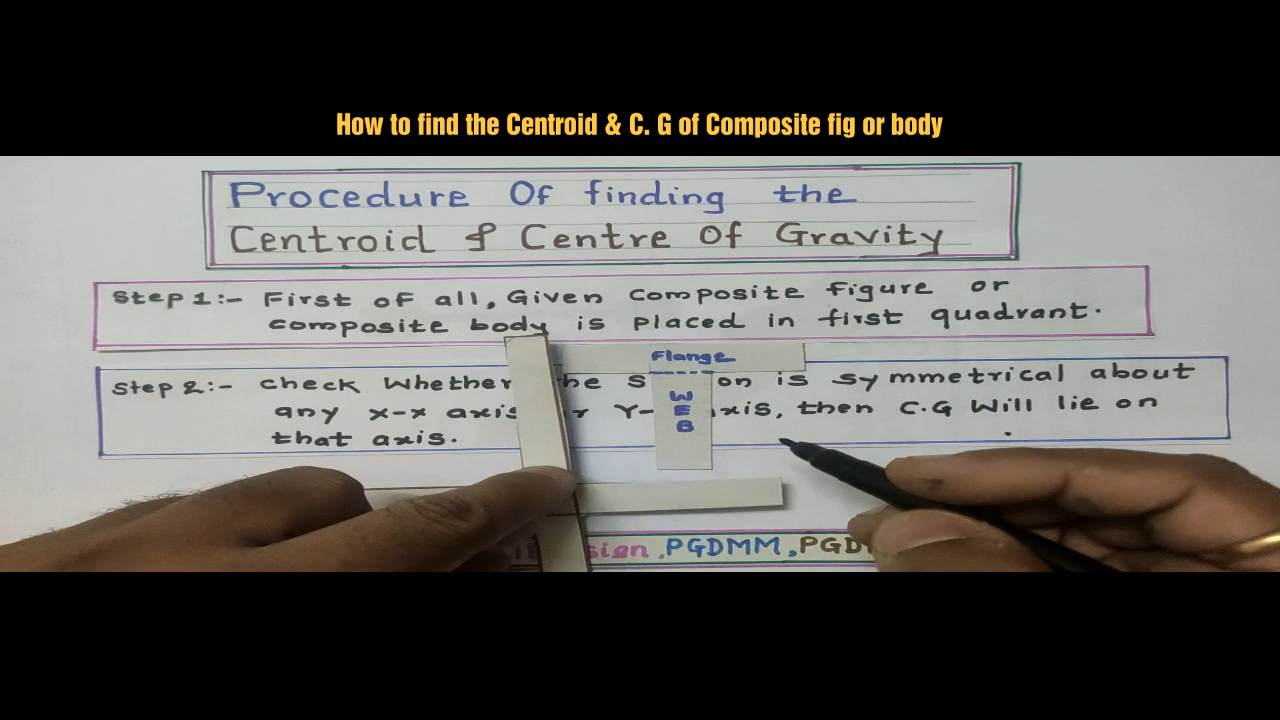 How to find the Centroid & C. G of Composite fig or body
Procedure Of finding the
Centroid & Centre Of Gravity
Step 1:- First of all, Given composite figure or
composite body is placed in first quadrant.
Flange
Step 2:- Check Whether is symmetrical about
any x-x axis Y- then C.G Will lie on
that axis.
WEB
PGDMM,